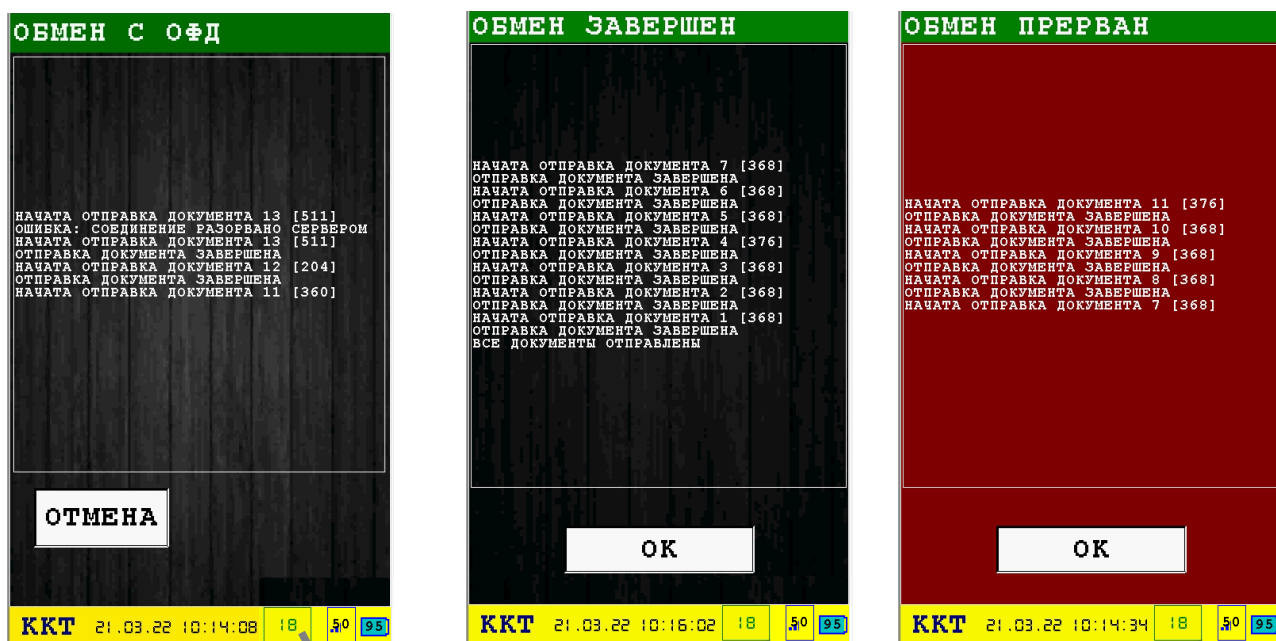 ОБМЕН С ОФД
НАЧАТА ОТПРАВКА ДОКУМЕНТА 13 [511]
ОШИБКА: СОЕДИНЕНИЕ РАЗОРВАНО СЕРВЕРОМ
НАЧАТА ОТПРАВКА ДОКУМЕНТА 13 [511]
ОТПРАВКА ДОКУМЕНТА ЗАВЕРШЕНА
НАЧАТА ОТПРАВКА ДОКУМЕНТА 12 [204]
ОТПРАВКА ДОКУМЕНТА ЗАВЕРШЕНА
НАЧАТА ОТПРАВКА ДОКУМЕНТА 11 [360]
ОТМЕНА
ККТ 21.03.22 10:14:08 18 50 95
ОБМЕН ЗАВЕРШЕН
НАЧАТА ОТПРАВКА ДОКУМЕНТА 7 [368]
ОТПРАВКА ДОКУМЕНТА ЗАВЕРШЕНА
НАЧАТА ОТПРАВКА ДОКУМЕНТА 6 [368]
ОТПРАВКА ДОКУМЕНТА ЗАВЕРШЕНА
НАЧАТА ОТПРАВКА ДОКУМЕНТА 5 [368]
ОТПРАВКА ДОКУМЕНТА ЗАВЕРШЕНА
НАЧАТА ОТПРАВКА ДОКУМЕНТА 4 [376]
ОТПРАВКА ДОКУМЕНТА ЗАВЕРШЕНА
НАЧАТА ОТПРАВКА ДОКУМЕНТА 3 [368]
ОТПРАВКА ДОКУМЕНТА ЗАВЕРШЕНА
НАЧАТА ОТПРАВКА ДОКУМЕНТА 2 [368]
ОТПРАВКА ДОКУМЕНТА ЗАВЕРШЕНА
НАЧАТА ОТПРАВКА ДОКУМЕНТА 1 [368]
ОТПРАВКА ДОКУМЕНТА ЗАВЕРШЕНА
ВСЕ ДОКУМЕНТЫ ОТПРАВЛЕНЫ
ОК
ККТ 21.03.22 10:16:02 18 50 95
ОБМЕН ПРЕРВАН
НАЧАТА ОТПРАВКА ДОКУМЕНТА 11 [376]
ОТПРАВКА ДОКУМЕНТА ЗАВЕРШЕНА
НАЧАТА ОТПРАВКА ДОКУМЕНТА 10 [368]
ОТПРАВКА ДОКУМЕНТА ЗАВЕРШЕНА
НАЧАТА ОТПРАВКА ДОКУМЕНТА 9 [368]
ОТПРАВКА ДОКУМЕНТА ЗАВЕРШЕНА
НАЧАТА ОТПРАВКА ДОКУМЕНТА 8 [368]
ОТПРАВКА ДОКУМЕНТА ЗАВЕРШЕНА
НАЧАТА ОТПРАВКА ДОКУМЕНТА 7 [368]
ОК
ККТ 21.03.22 10:14:34 18 50 95